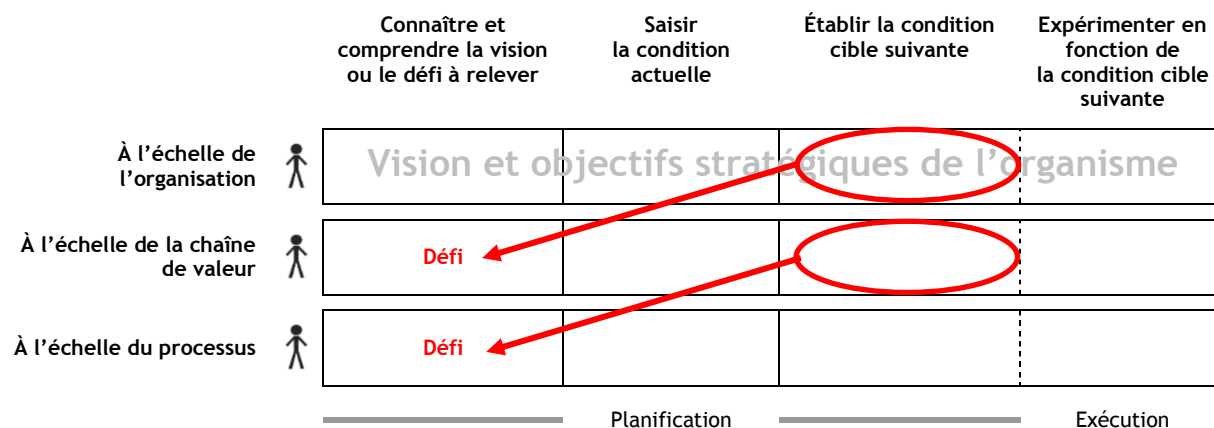 Connaître et
comprendre la vision
ou le défi à relever
Saisir
la condition
actuelle
Établir la condition
cible suivante
Expérimenter en
fonction de
la condition cible
suivante
À l’échelle de
l’organisation
Vision et objectifs stratégiques de l’organisme
À l’échelle de la chaîne
de valeur
Défi
À l’échelle du processus
Défi
Planification
Exécution